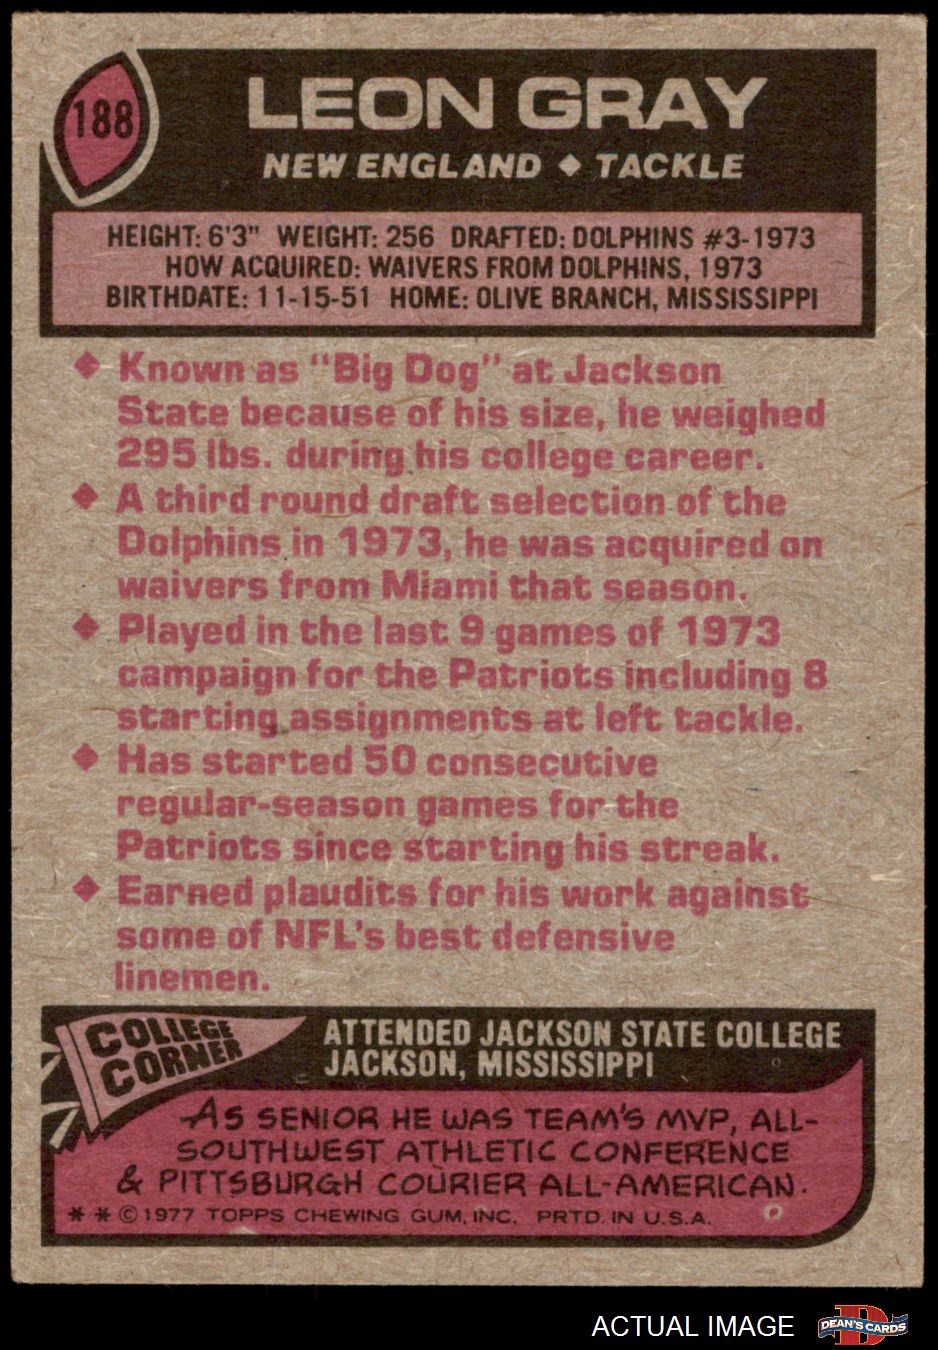 188
LEON GRAY
NEW ENGLAND ◆ TACKLE
HEIGHT: 6'3" WEIGHT: 256 DRAFTED: DOLPHINS #3-1973
HOW ACQUIRED: WAIVERS FROM DOLPHINS, 1973
BIRTHDATE: 11-15-51 HOME: OLIVE BRANCH, MISSISSIPPI
◆ Known as "Big Dog" at Jackson
State because of his size, he weighed
295 lbs. during his college career.
◆ A third round draft selection of the
Dolphins in 1973, he was acquired on
waivers from Miami that season.
◆ Played in the last 9 games of 1973
campaign for the Patriots including 8
starting assignments at left tackle.
◆ Has started 50 consecutive
regular-season games for the
Patriots since starting his streak.
◆ Earned plaudits for his work against
some of NFL's best defensive
linemen.
COLLEGE
CORNER
ATTENDED JACKSON STATE COLLEGE
JACKSON, MISSISSIPPI
AS SENIOR HE WAS TEAM'S MVP, ALL-
SOUTHWEST ATHLETIC CONFERENCE
& PITTSBURGH COURIER ALL-AMERICAN.
* * © 1977 TOPPS CHEWING GUM, INC. PRTD. IN U.S.A.
ACTUAL IMAGE
D
DEAN'S CARDS